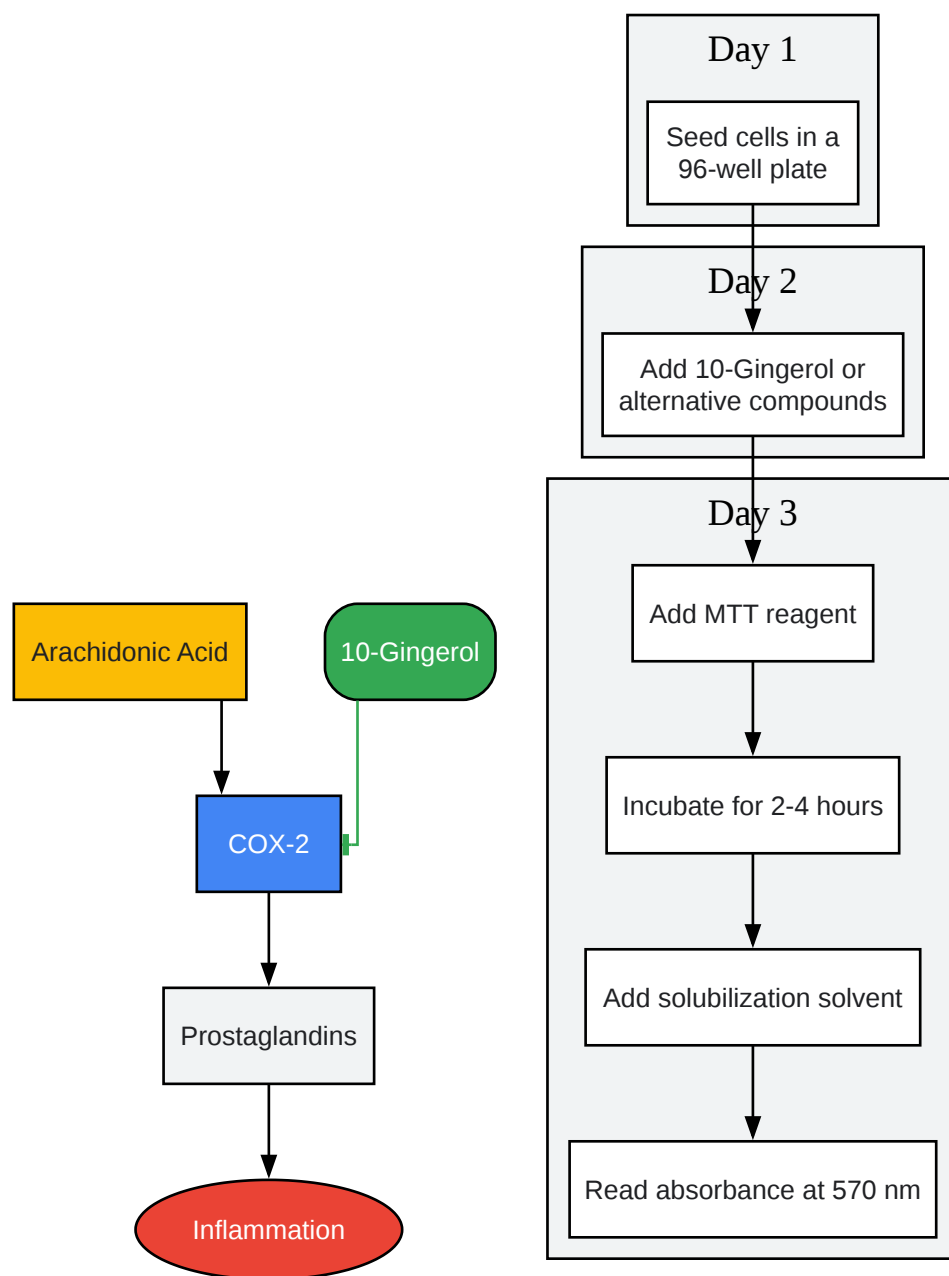 Day 1
Seed cells in a
96-well plate
Day 2
Add 10-Gingerol or
alternative compounds
Day 3
Add MTT reagent
Incubate for 2-4 hours
Add solubilization solvent
Read absorbance at 570 nm
Arachidonic Acid
10-Gingerol
COX-2
Prostaglandins
Inflammation